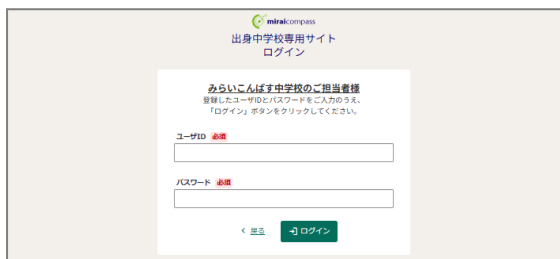 miraicompass
出身中学校専用サイト
ログイン
みらいこんぱす中学校のご担当者様
登録したユーザIDとパスワードをご入力のうえ、
「ログイン」ボタンをクリックしてください。
ユーザID 必須
パスワード 必須
戻る ログイン